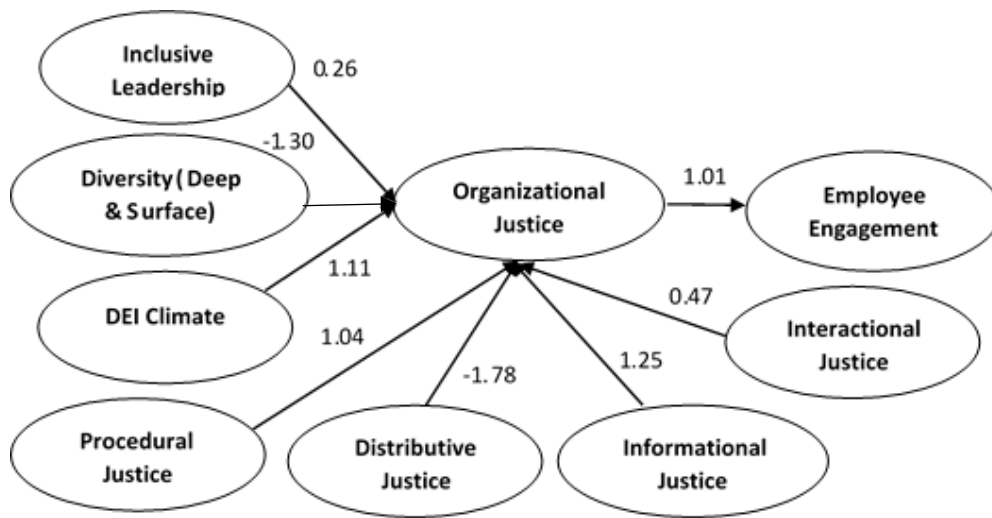 Inclusive
Leadership
0.26
-1.30
Diversity ( Deep
& Surface)
Organizational
Justice
1.01
Employee
Engagement
1.11
DEI Climate
0.47
Interactional
Justice
1.04
-1.78
1.25
Procedural
Justice
Distributive
Justice
Informational
Justice